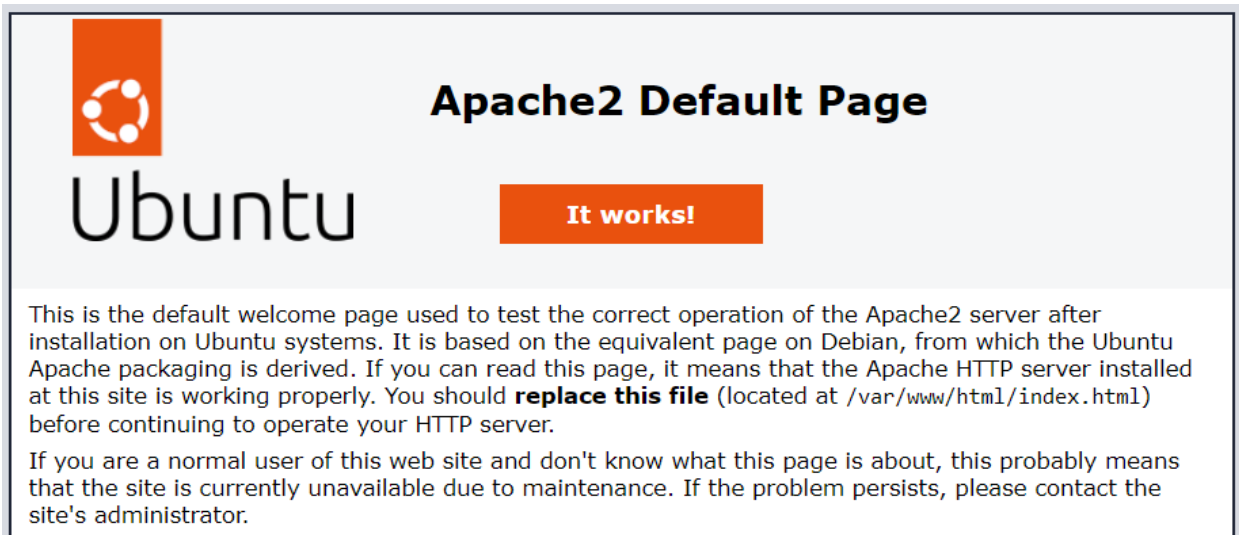 Apache2 Default Page
Ubuntu
It works!
This is the default welcome page used to test the correct operation of the Apache2 server after
installation on Ubuntu systems. It is based on the equivalent page on Debian, from which the Ubuntu
Apache packaging is derived. If you can read this page, it means that the Apache HTTP server installed
at this site is working properly. You should replace this file (located at /var/www/html/index.html)
before continuing to operate your HTTP server.
If you are a normal user of this web site and don't know what this page is about, this probably means
that the site is currently unavailable due to maintenance. If the problem persists, please contact the
site's administrator.